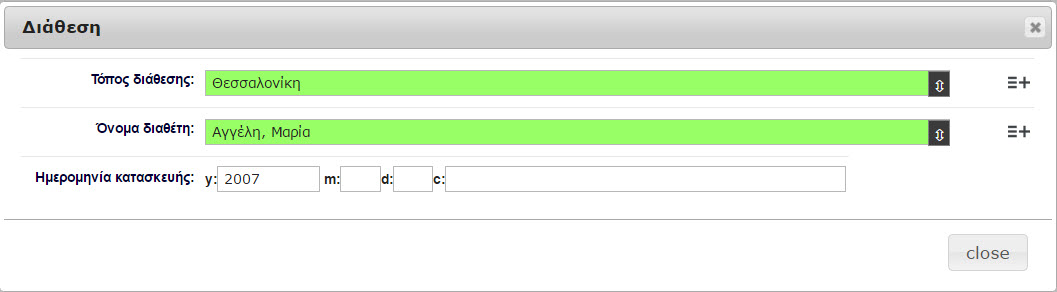 Διάθεση
Τόπος διάθεσης: Θεσσαλονίκη
Όνομα διαθέτη: Αγγέλη, Μαρία
Ημερομηνία κατασκευής: y: 2007 m: d: c:
close